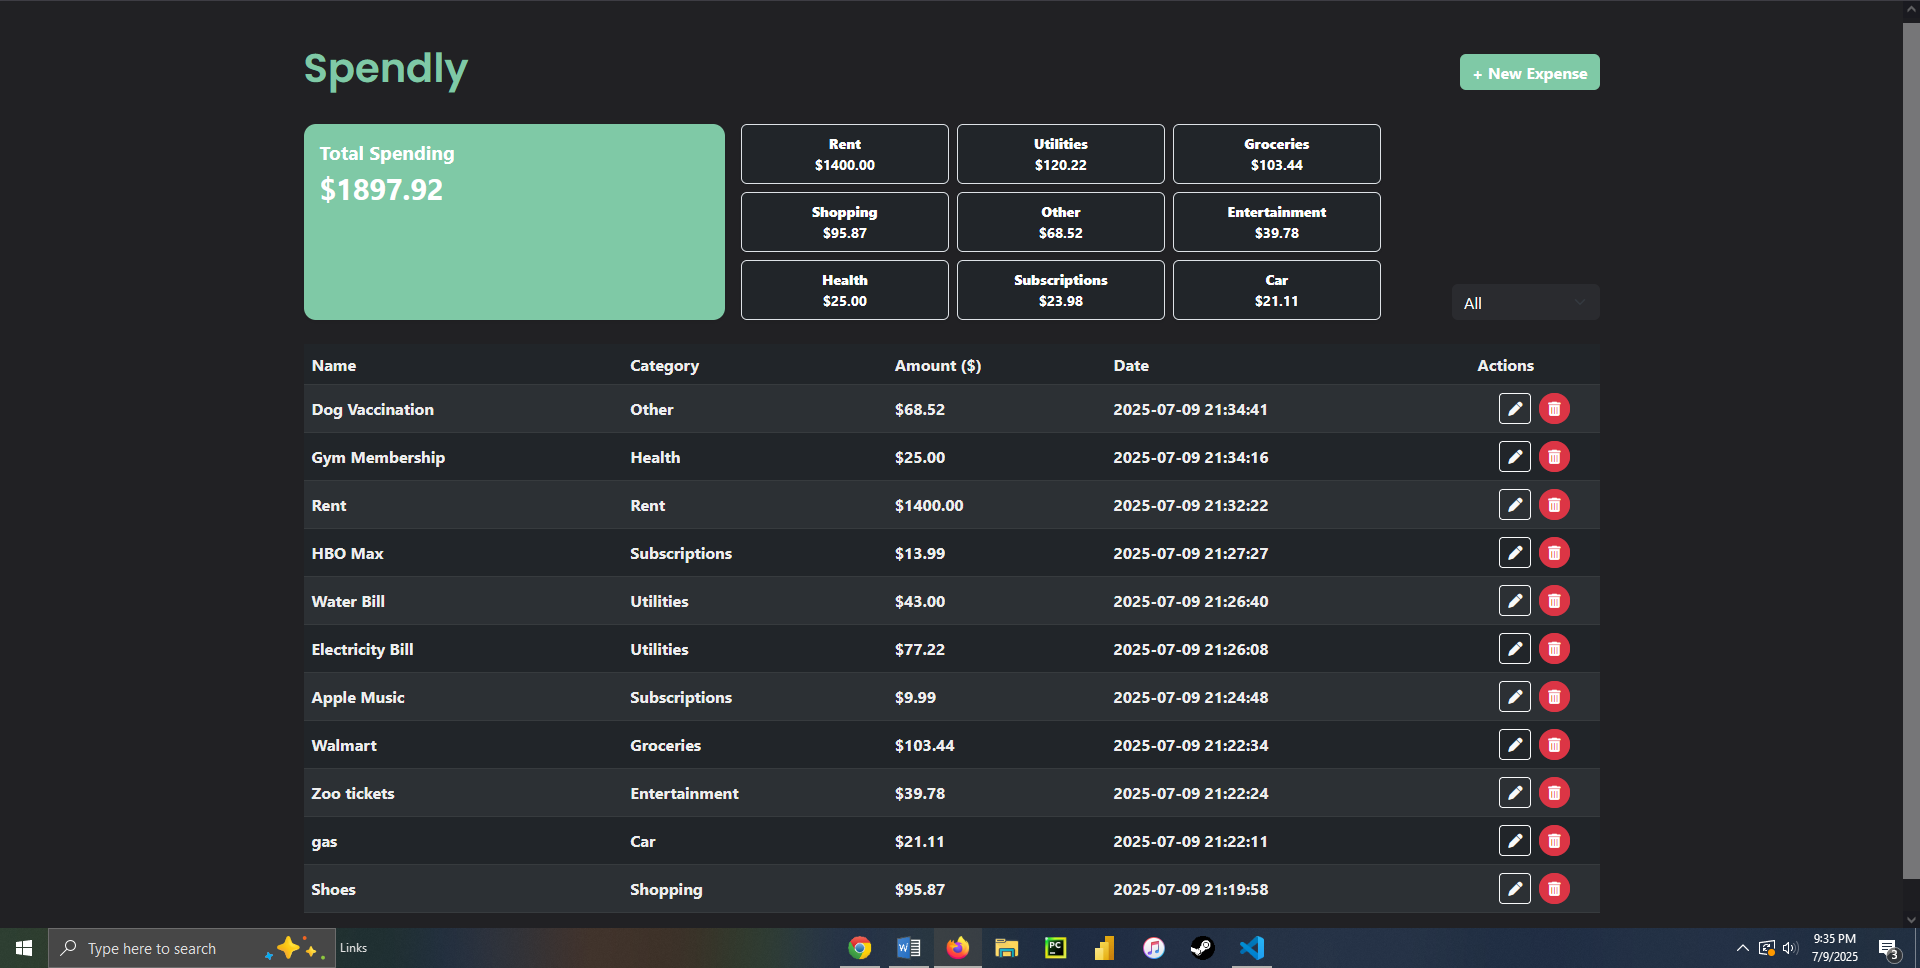 Spendly
+ New Expense
Total Spending
$1897.92
Rent
$1400.00
Utilities
$120.22
Groceries
$103.44
Shopping
$95.87
Other
$68.52
Entertainment
$39.78
Health
$25.00
Subscriptions
$23.98
Car
$21.11
All
Name Category Amount ($) Date Actions
Dog Vaccination Other $68.52 2025-07-09 21:34:41
Gym Membership Health $25.00 2025-07-09 21:34:16
Rent Rent $1400.00 2025-07-09 21:32:22
HBO Max Subscriptions $13.99 2025-07-09 21:27:27
Water Bill Utilities $43.00 2025-07-09 21:26:40
Electricity Bill Utilities $77.22 2025-07-09 21:26:08
Apple Music Subscriptions $9.99 2025-07-09 21:24:48
Walmart Groceries $103.44 2025-07-09 21:22:34
Zoo tickets Entertainment $39.78 2025-07-09 21:22:24
gas Car $21.11 2025-07-09 21:22:11
Shoes Shopping $95.87 2025-07-09 21:19:58
Type here to search
Links
W
PC
9:35 PM
7/9/2025
3